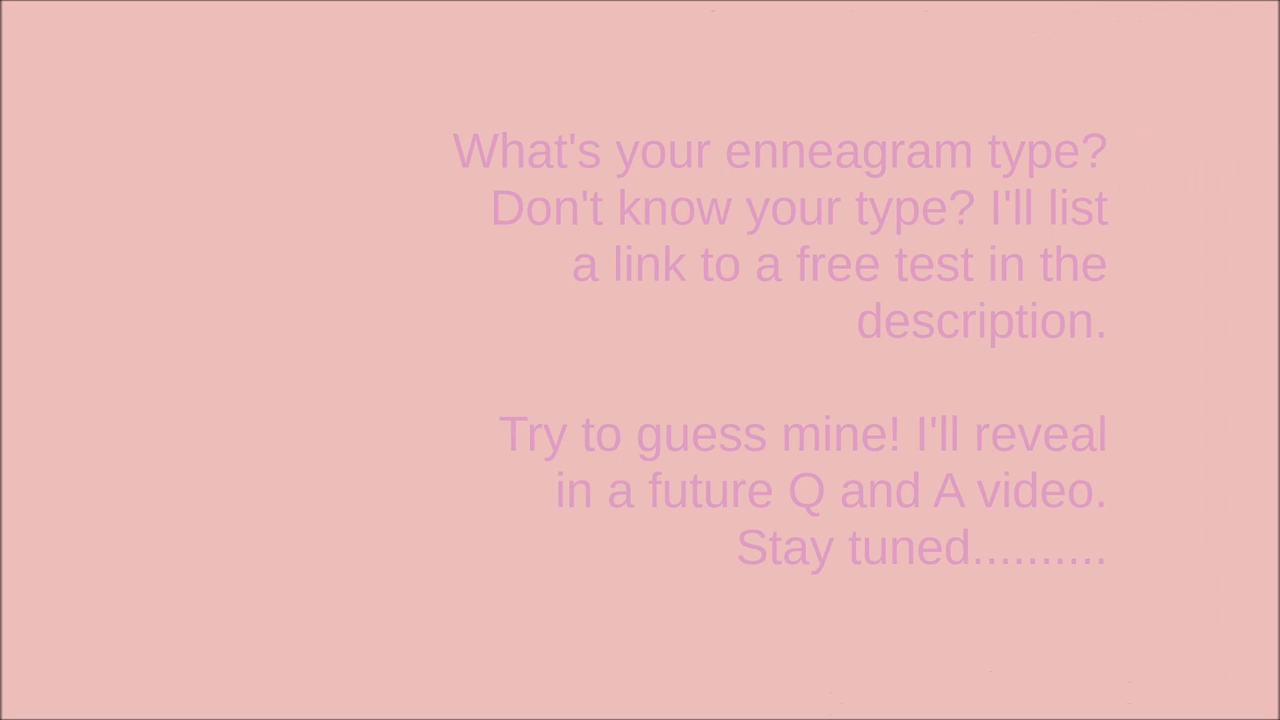 What's your enneagram type?
Don't know your type? I'll list
a link to a free test in the
description.
Try to guess mine! I'll reveal
in a future Q and A video.
Stay tuned..........